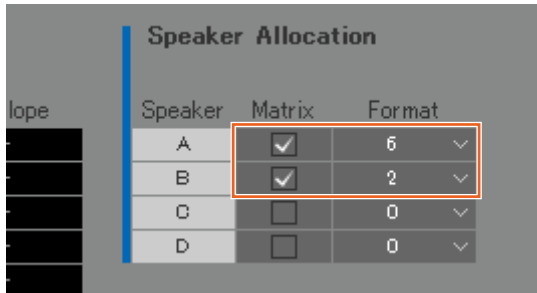 Speaker Allocation
lope Speaker Matrix Format
A 6
B 2
C 0
D 0